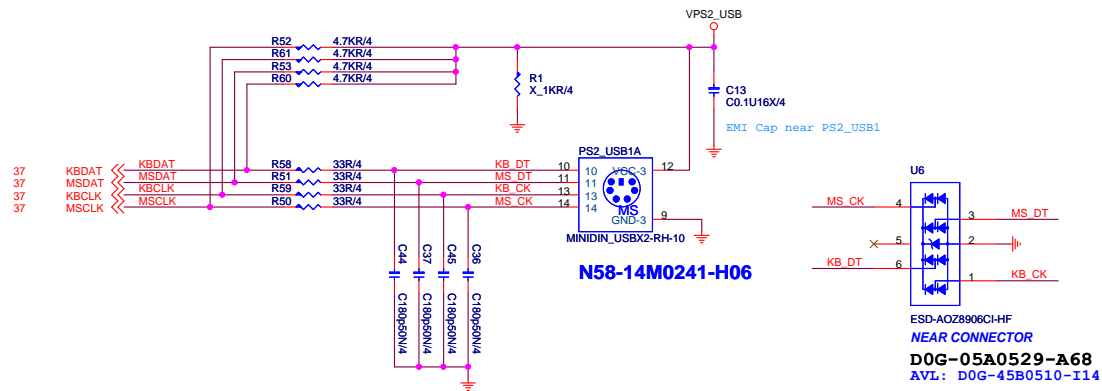 VPS2_USB
R52 4.7KR/4
R61 4.7KR/4
R53 4.7KR/4
R60 4.7KR/4
R1
X_1KR/4
C13
C0.1U16X/4
EMI Cap near PS2_USB1
37 KBDAT KBDAT R58 33R/4 KB_DT 10
37 MSDAT MSDAT R51 33R/4 MS_DT 11
37 KBCLK KBCLK R59 33R/4 KB_CK 13
37 MSCLK MSCLK R50 33R/4 MS_CK 14
PS2_USB1A
10 VCC-3 12
11
13
14 MS
GND-3 9
MINIDIN_USBX2-RH-10
N58-14M0241-H06
C44 C180p50N/4
C37 C180p50N/4
C45 C180p50N/4
C36 C180p50N/4
U6
MS_CK 4
3 MS_DT
5
2
KB_DT 6
1 KB_CK
ESD-AOZ8906CI-HF
NEAR CONNECTOR
D0G-05A0529-A68
AVL: D0G-45B0510-I14